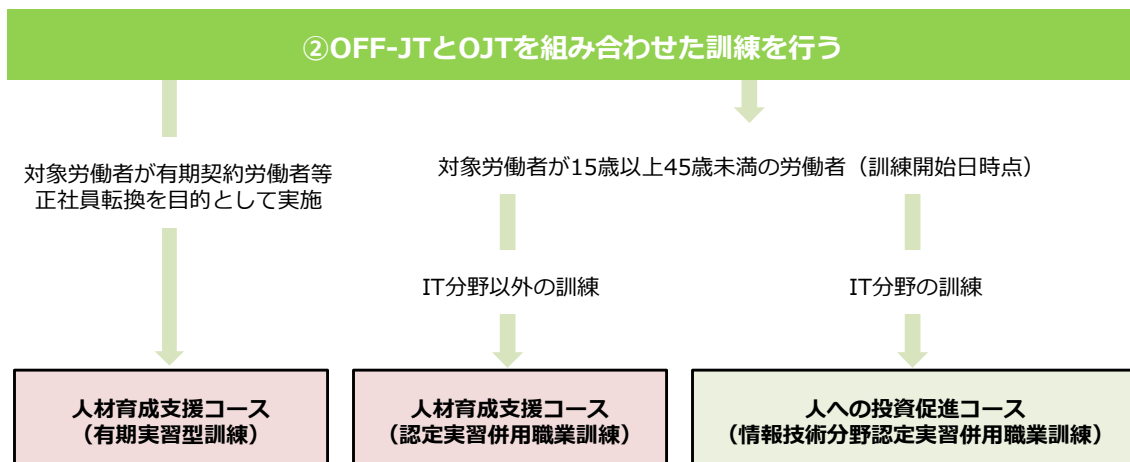 ②OFF-JTとOJTを組み合わせた訓練を行う
対象労働者が有期契約労働者等
正社員転換を目的として実施
対象労働者が15歳以上45歳未満の労働者（訓練開始日時点）
IT分野以外の訓練
IT分野の訓練
人材育成支援コース
（有期実習型訓練）
人材育成支援コース
（認定実習併用職業訓練）
人への投資促進コース
（情報技術分野認定実習併用職業訓練）